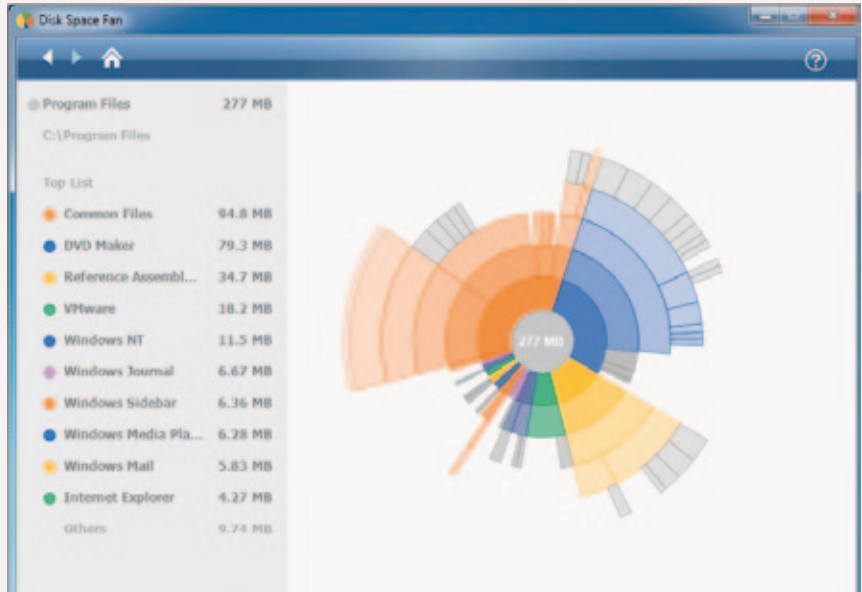 Disk Space Fan
?
Program Files 277 MB
C:\Program Files
Top List
Common Files 94.8 MB
DVD Maker 79.3 MB
Reference Assembl... 34.7 MB
VMware 18.2 MB
Windows NT 11.5 MB
Windows Journal 6.67 MB
Windows Sidebar 6.36 MB
Windows Media Pla... 6.28 MB
Windows Mail 5.83 MB
Internet Explorer 4.27 MB
Others 9.74 MB
277 MB